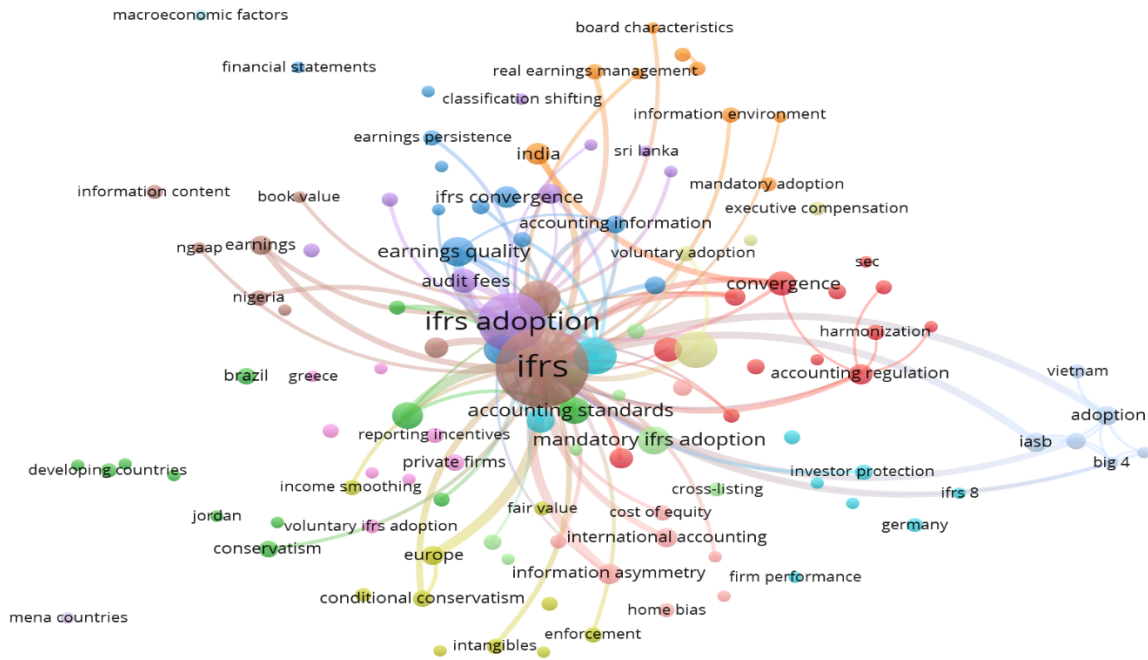 macroeconomic factors
board characteristics
financial statements
real earnings management
classification shifting
information environment
earnings persistence
india
sri lanka
information content
book value
ifrs convergence
mandatory adoption
executive compensation
accounting information
ngaap
earnings
earnings quality
voluntary adoption
sec
audit fees
convergence
nigeria
ifrs adoption
harmonization
ifrs
vietnam
brazil
greece
accounting regulation
accounting standards
adoption
reporting incentives
mandatory ifrs adoption
iasb
developing countries
private firms
investor protection
big 4
income smoothing
cross-listing
ifrs 8
fair value
cost of equity
jordan
voluntary ifrs adoption
germany
conservatism
europe
international accounting
information asymmetry
firm performance
conditional conservatism
home bias
mena countries
intangibles
enforcement